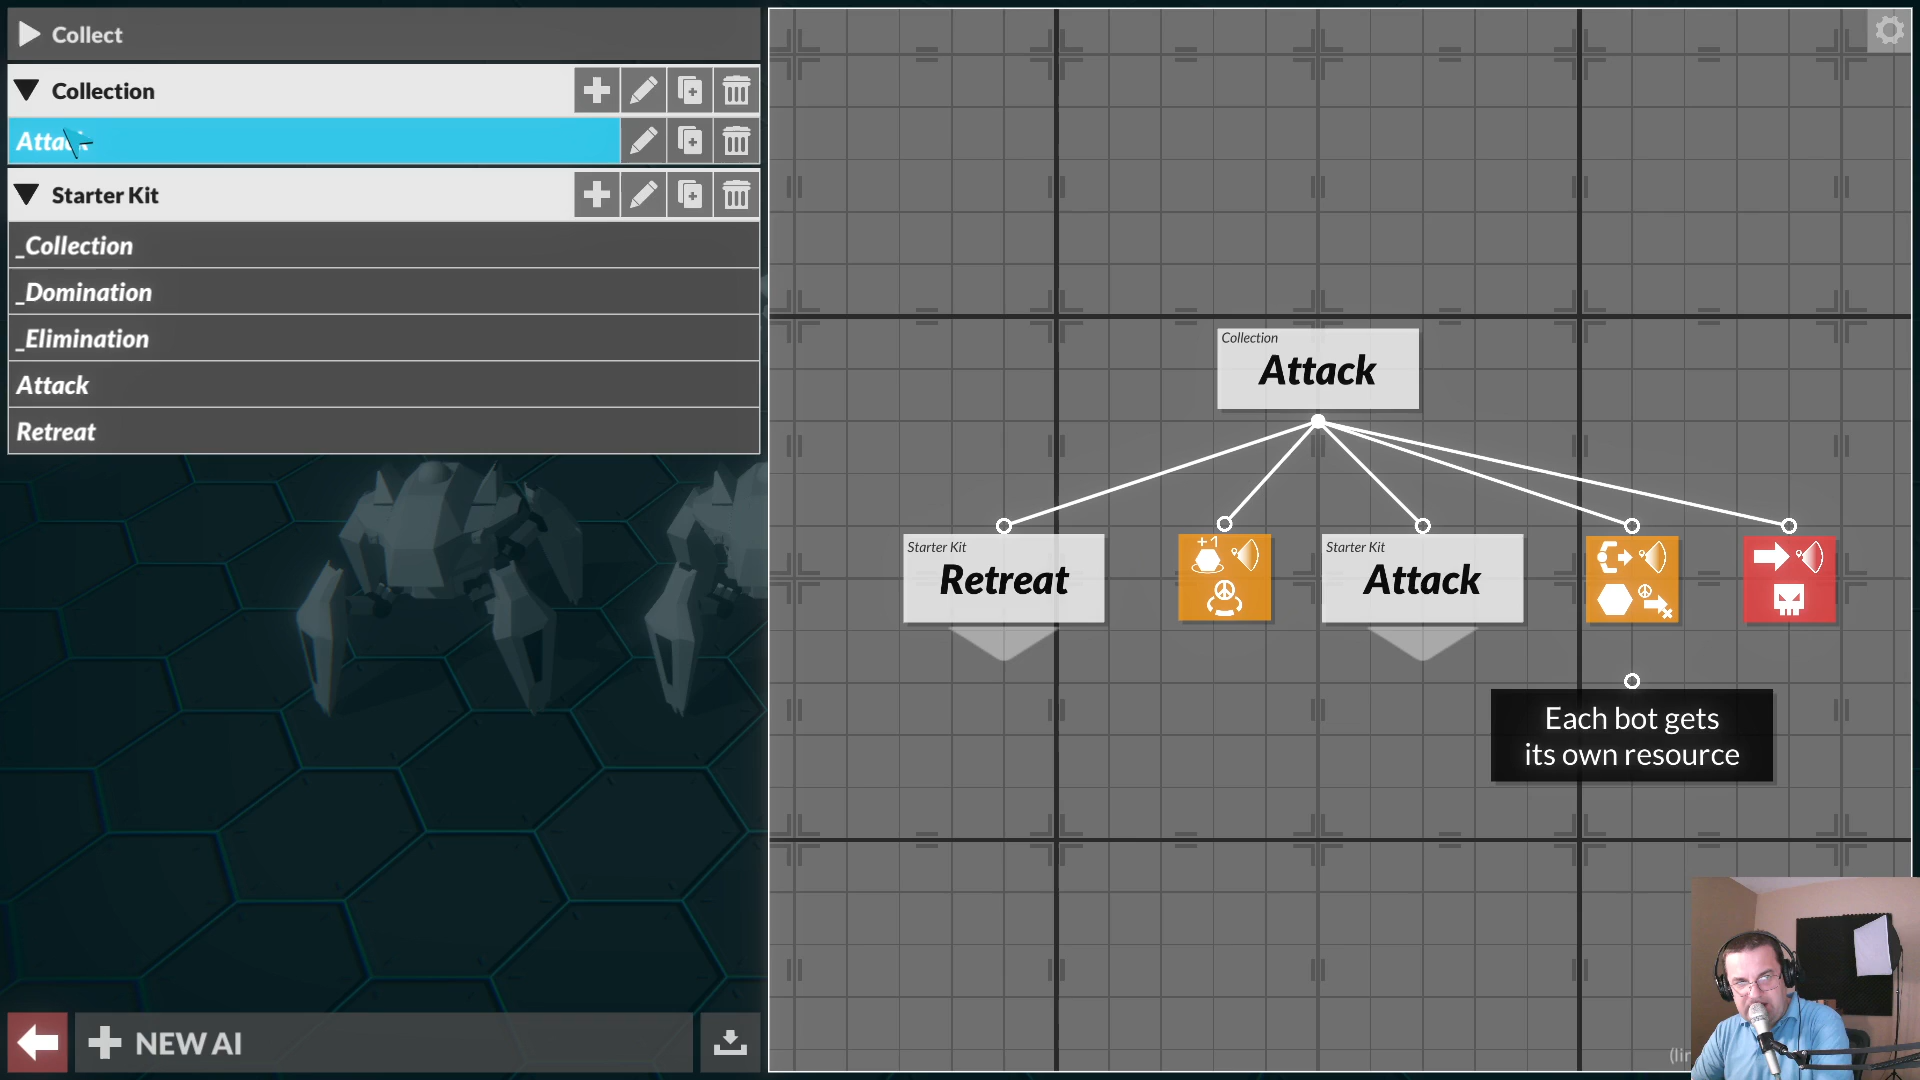 Collect
Collection
Attack
Starter Kit
_Collection
_Domination
_Elimination
Attack
Retreat
NEW AI
Collection
Attack
Starter Kit
Retreat
+1
Starter Kit
Attack
Each bot gets
its own resource